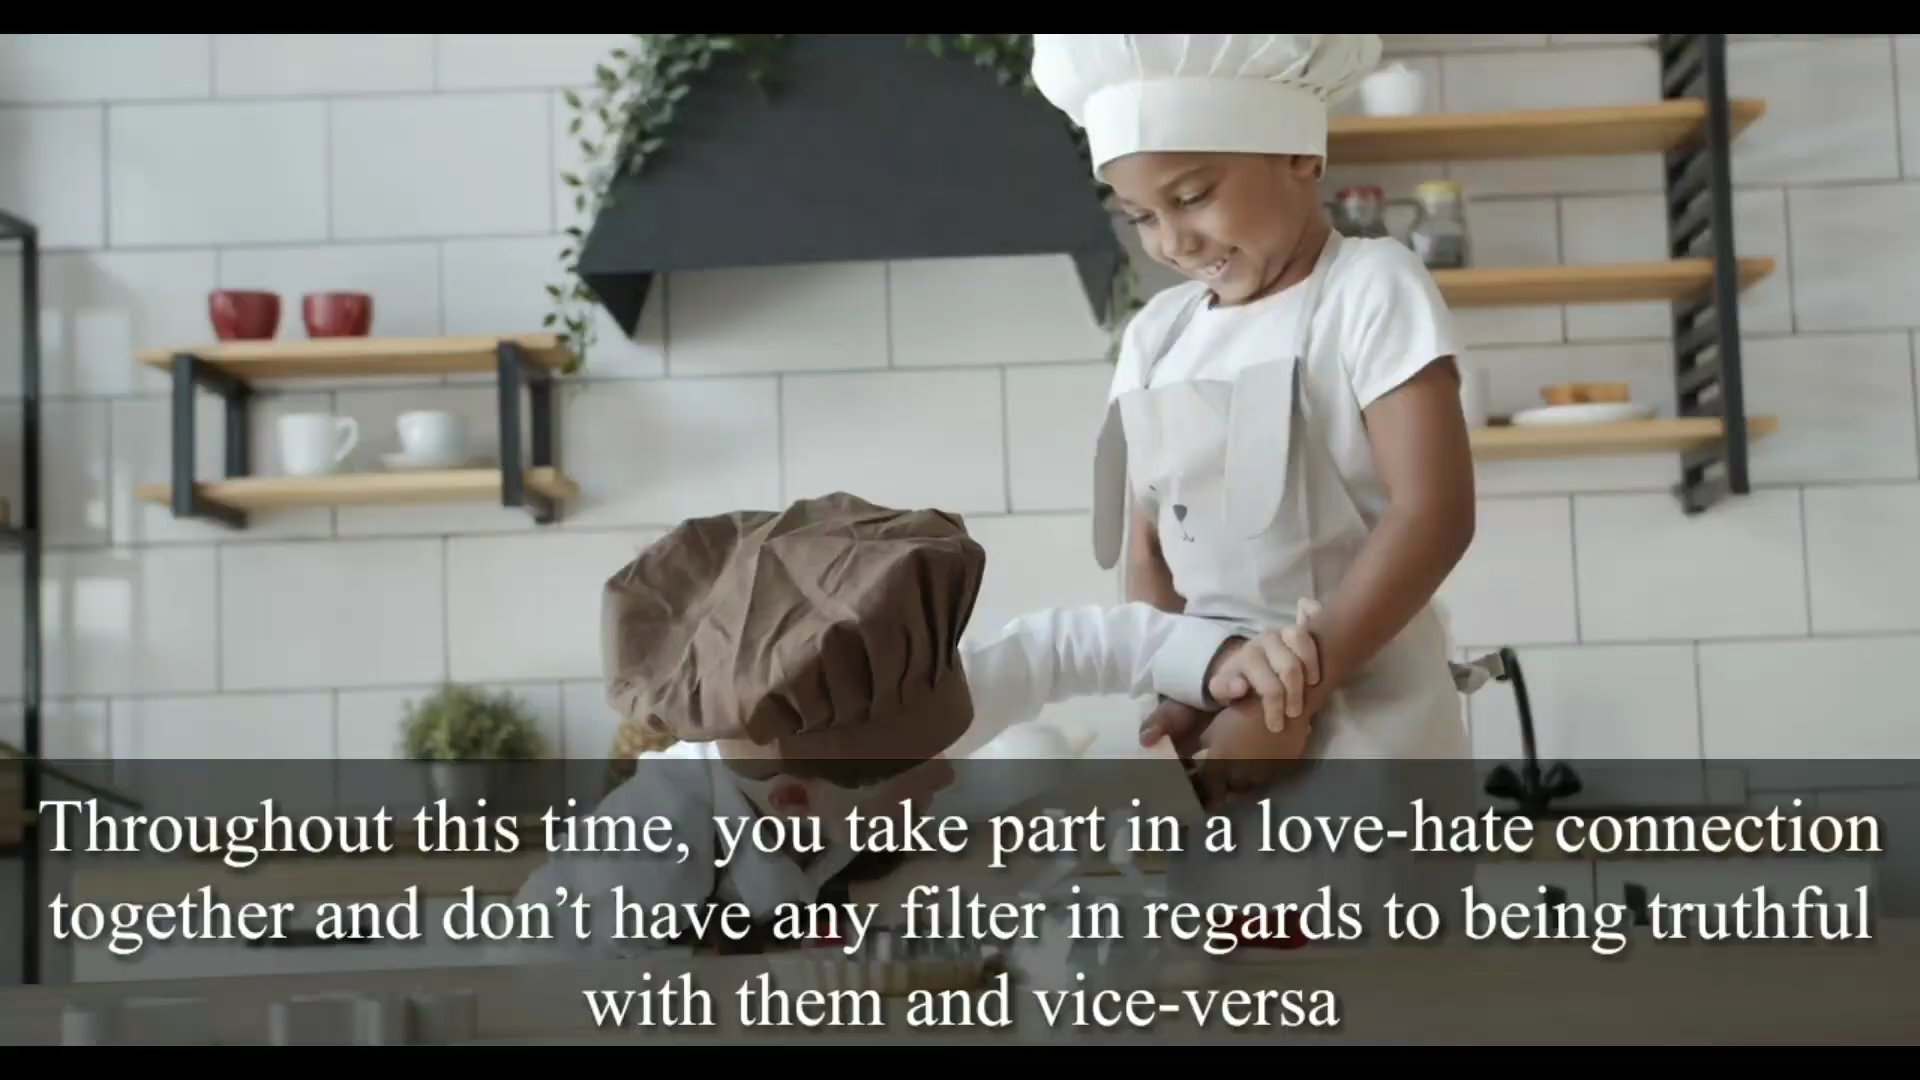 Throughout this time, you take part in a love-hate connection
together and don’t have any filter in regards to being truthful
with them and vice-versa